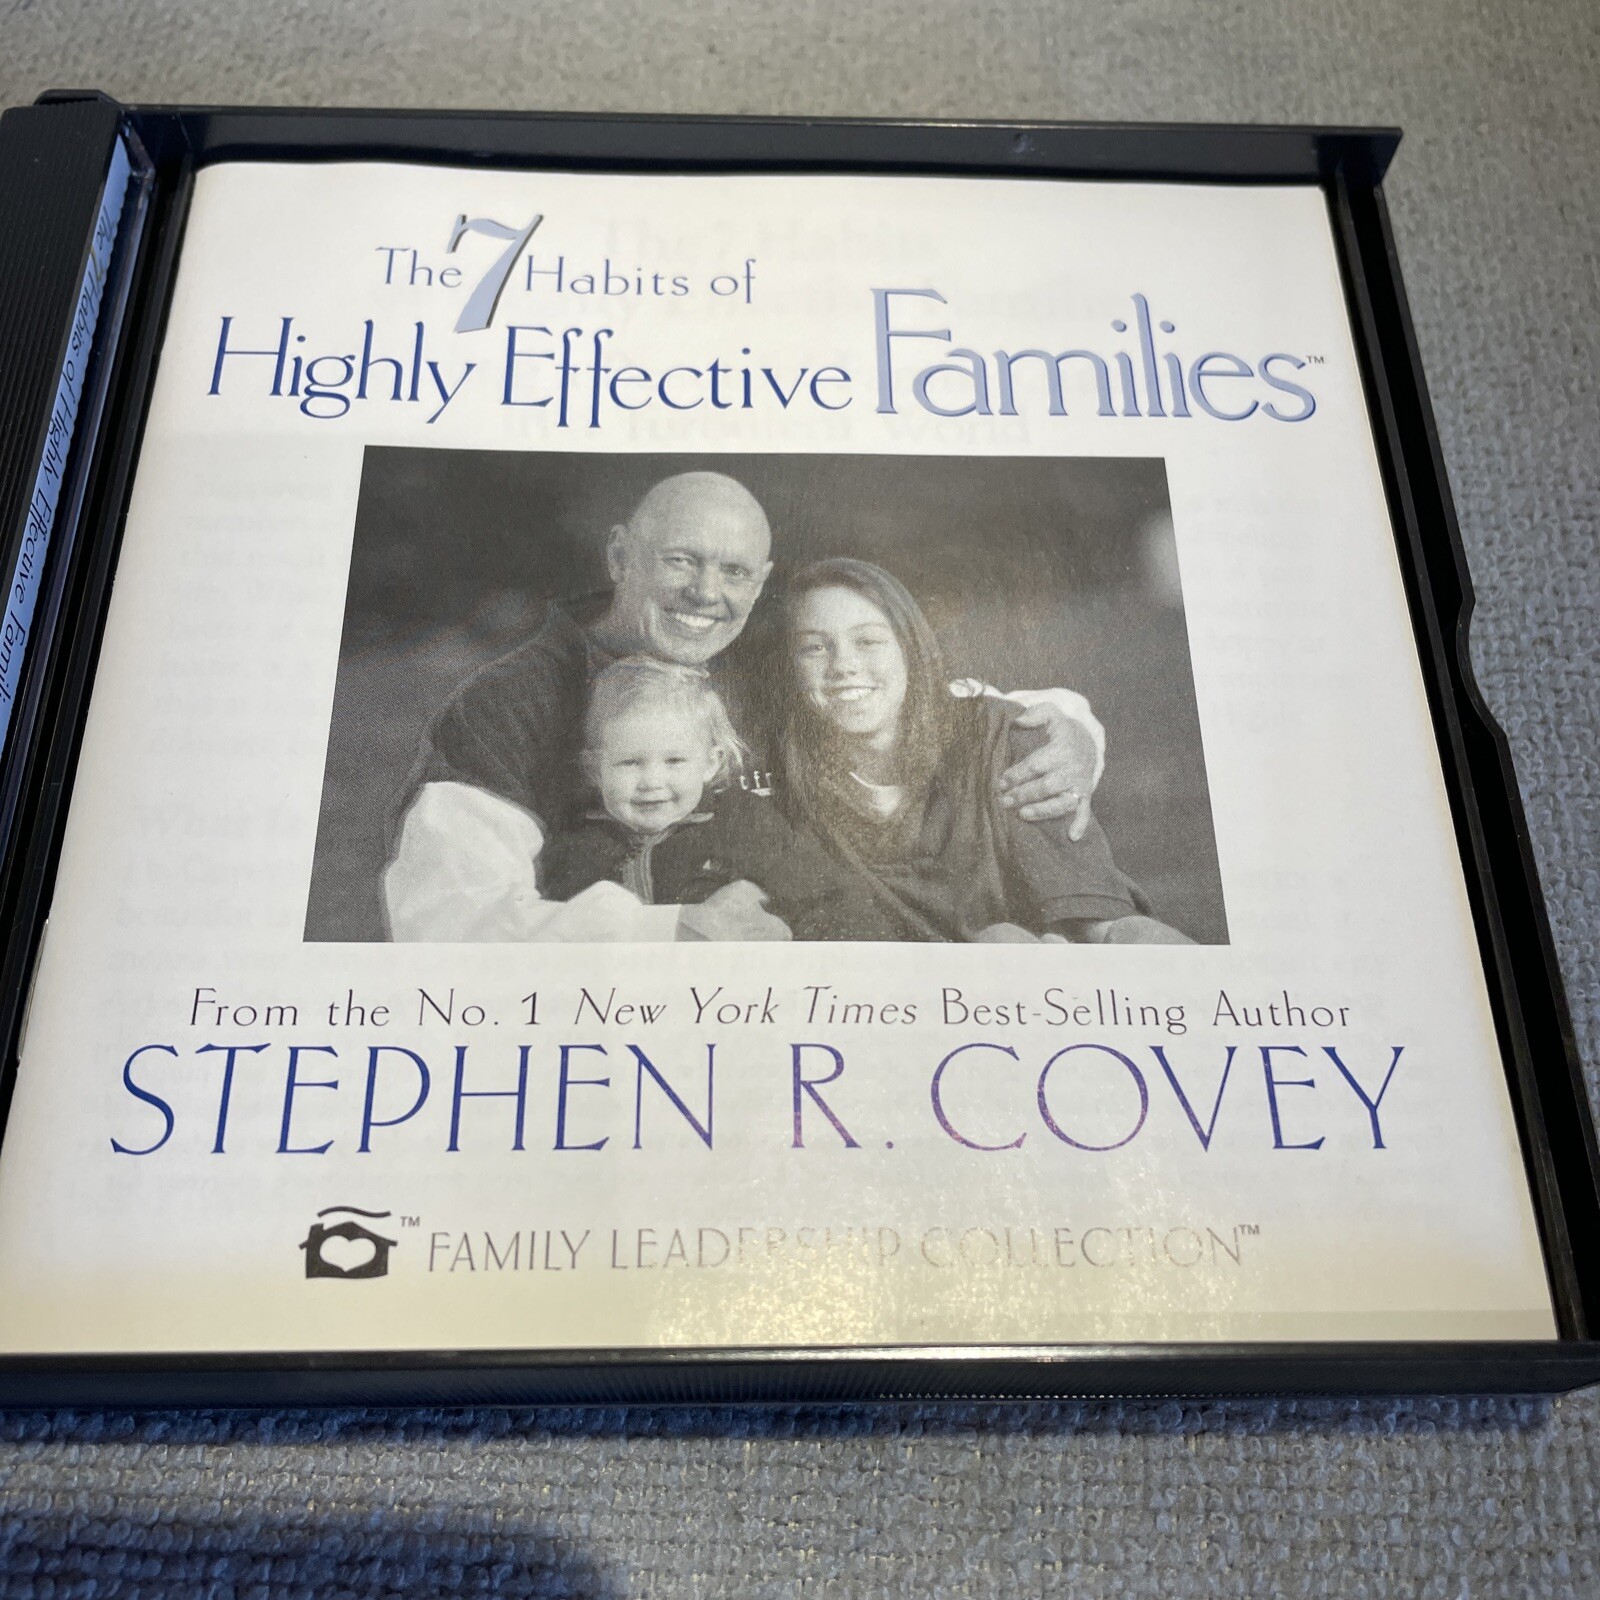 The 7 Habits of
Highly Effective Families™
From the No. 1 New York Times Best-Selling Author
STEPHEN R. COVEY
™ FAMILY LEADERSHIP COLLECTION™
The 7 Habits of Highly Effective Famili